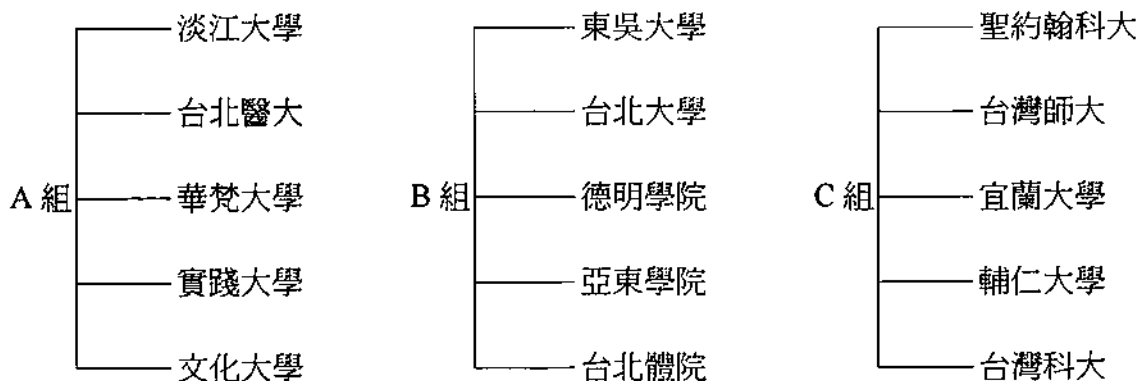 淡江大學
台北醫大
A 組
華梵大學
實踐大學
文化大學
東吳大學
台北大學
B 組
德明學院
亞東學院
台北體院
聖約翰科大
台灣師大
C 組
宜蘭大學
輔仁大學
台灣科大